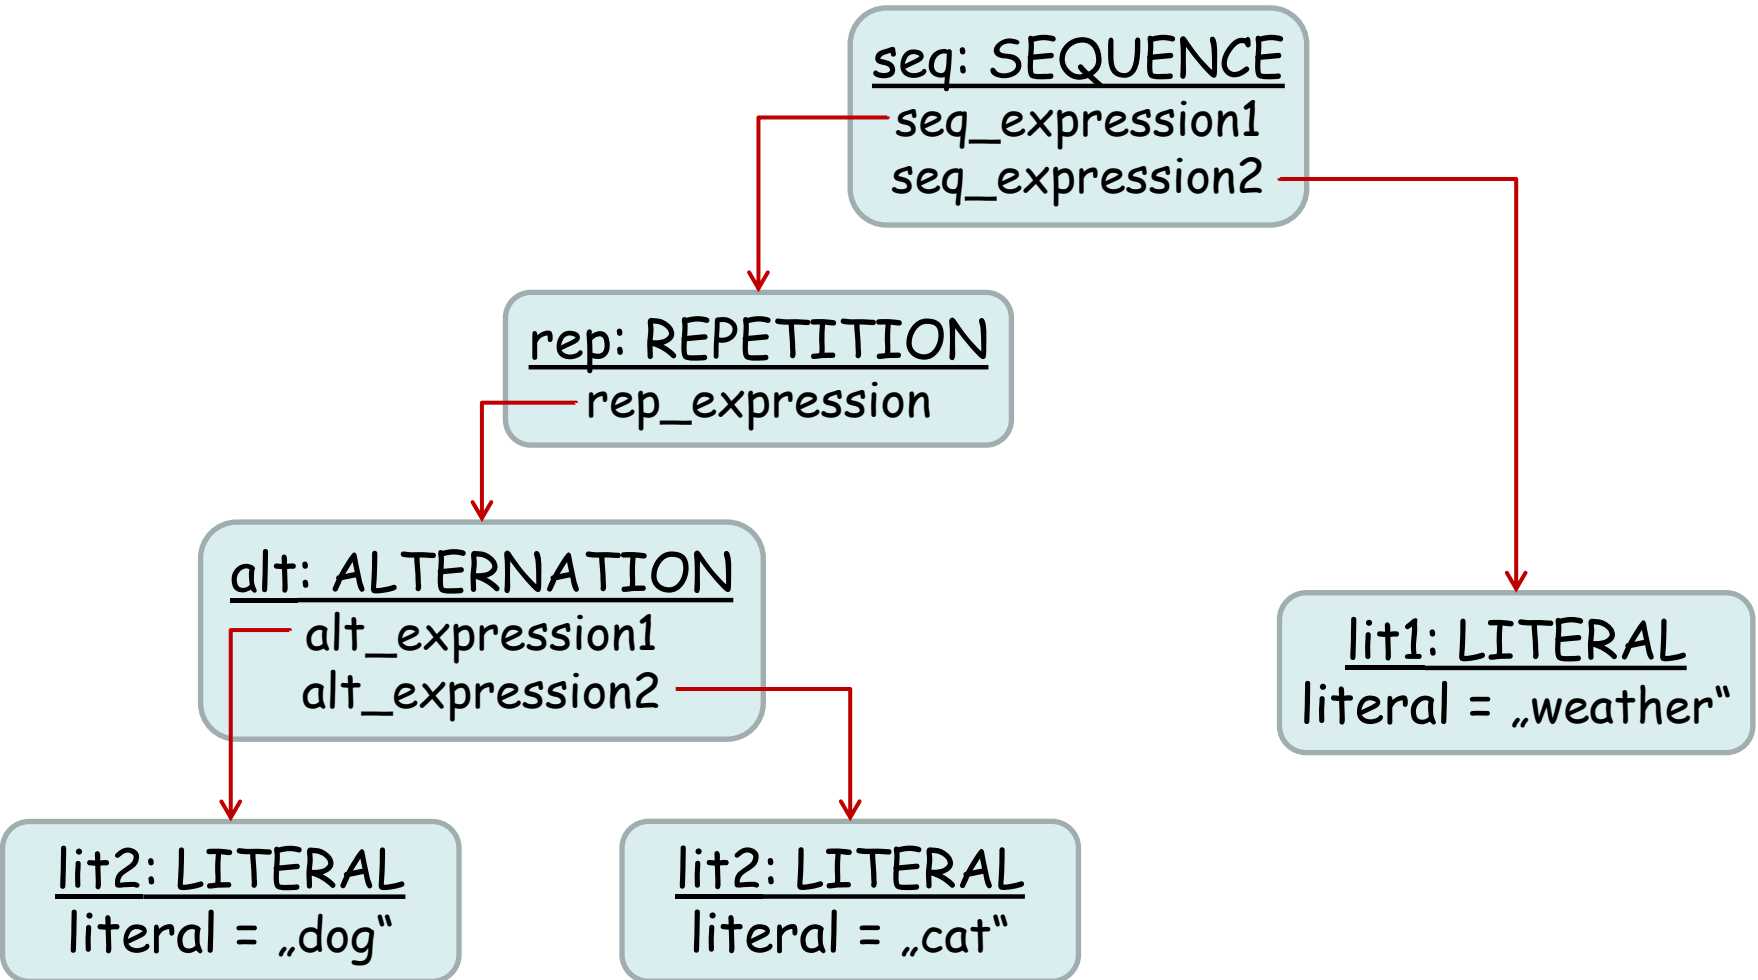 seq: SEQUENCE
seq_expression1
seq_expression2
rep: REPETITION
rep_expression
alt: ALTERNATION
alt_expression1
alt_expression2
lit1: LITERAL
literal = „weather“
lit2: LITERAL
literal = „dog“
lit2: LITERAL
literal = „cat“